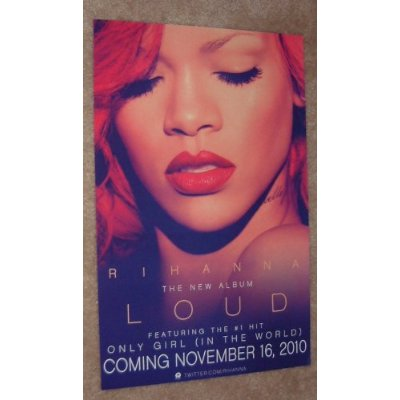 RIHANNA
THE NEW ALBUM
LOUD
FEATURING THE #1 HIT
ONLY GIRL (IN THE WORLD)
COMING NOVEMBER 16, 2010
TWITTER.COM/RIHANNA